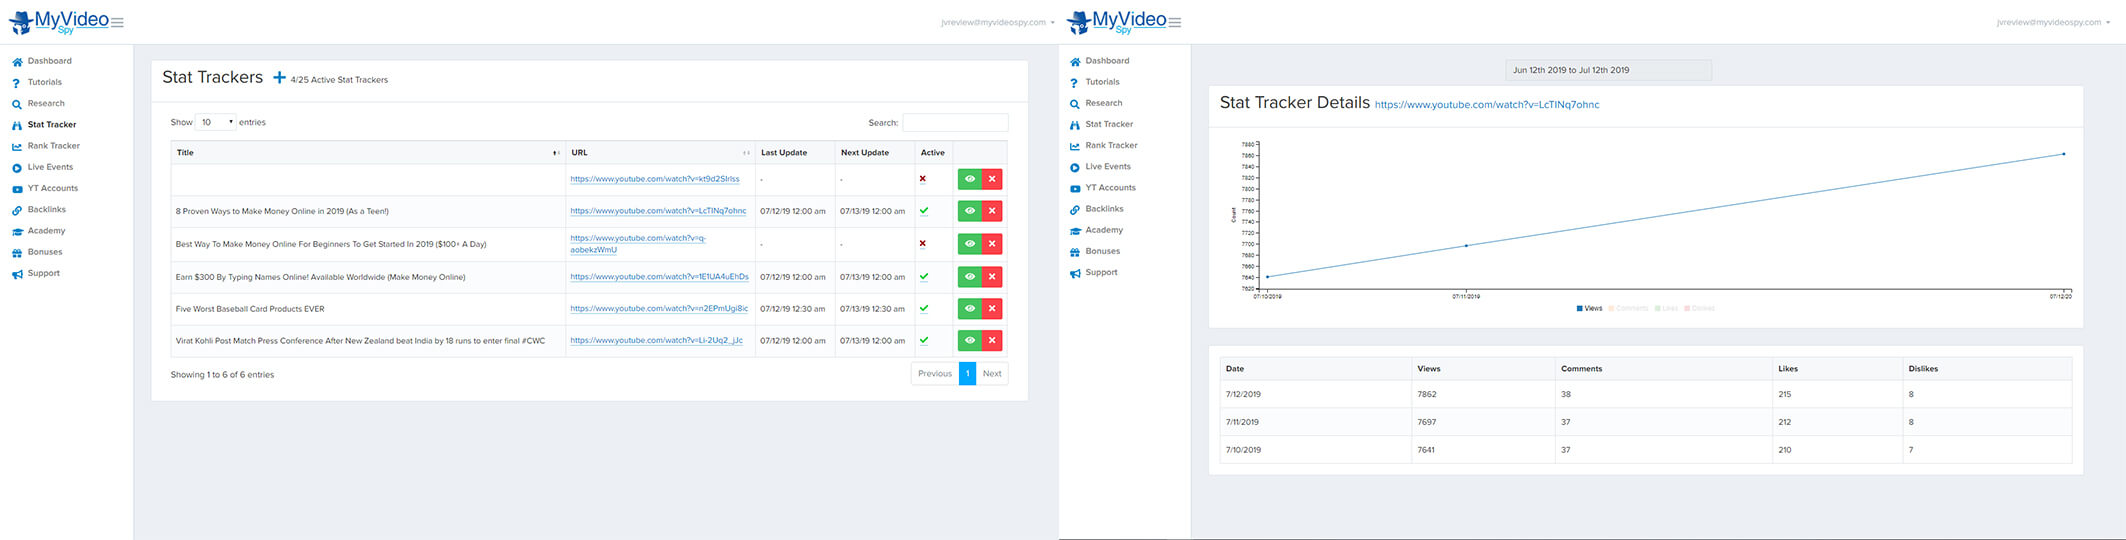 MyVideo
Spy
jvreview@myvideospy.com
Dashboard
Tutorials
Research
Stat Tracker
Rank Tracker
Live Events
YT Accounts
Backlinks
Academy
Bonuses
Support
Stat Trackers + 4/25 Active Stat Trackers
Show 10 entries
Search:
Title URL Last Update Next Update Active
https://www.youtube.com/watch?v=kt9d2SIrlss - -
8 Proven Ways to Make Money Online in 2019 (As a Teen!) https://www.youtube.com/watch?v=LcTINq7ohnc 07/12/19 12:00 am 07/13/19 12:00 am
Best Way To Make Money Online For Beginners To Get Started In 2019 ($100+ A Day) https://www.youtube.com/watch?v=q- - -
aobekzWmU
Earn $300 By Typing Names Online! Available Worldwide (Make Money Online) https://www.youtube.com/watch?v=1E1UA4uEhDs 07/12/19 12:00 am 07/13/19 12:00 am
Five Worst Baseball Card Products EVER https://www.youtube.com/watch?v=n2EPmUgi8ic 07/12/19 12:30 am 07/13/19 12:30 am
Virat Kohli Post Match Press Conference After New Zealand beat India by 18 runs to enter final #CWC https://www.youtube.com/watch?v=Li-2Uq2_jJc 07/12/19 12:00 am 07/13/19 12:00 am
Showing 1 to 6 of 6 entries
Previous 1 Next
MyVideo
Spy
jvreview@myvideospy.com
Dashboard
Tutorials
Research
Stat Tracker
Rank Tracker
Live Events
YT Accounts
Backlinks
Academy
Bonuses
Support
Jun 12th 2019 to Jul 12th 2019
Stat Tracker Details https://www.youtube.com/watch?v=LcTINq7ohnc
7880
7860
7840
7820
7800
7780
7760
7740
7720
7700
7680
7660
7640
7620
Count
07/10/2019 07/11/2019 07/12/20
Views Comments Likes Dislikes
Date Views Comments Likes Dislikes
7/12/2019 7862 38 215 8
7/11/2019 7697 37 212 8
7/10/2019 7641 37 210 7